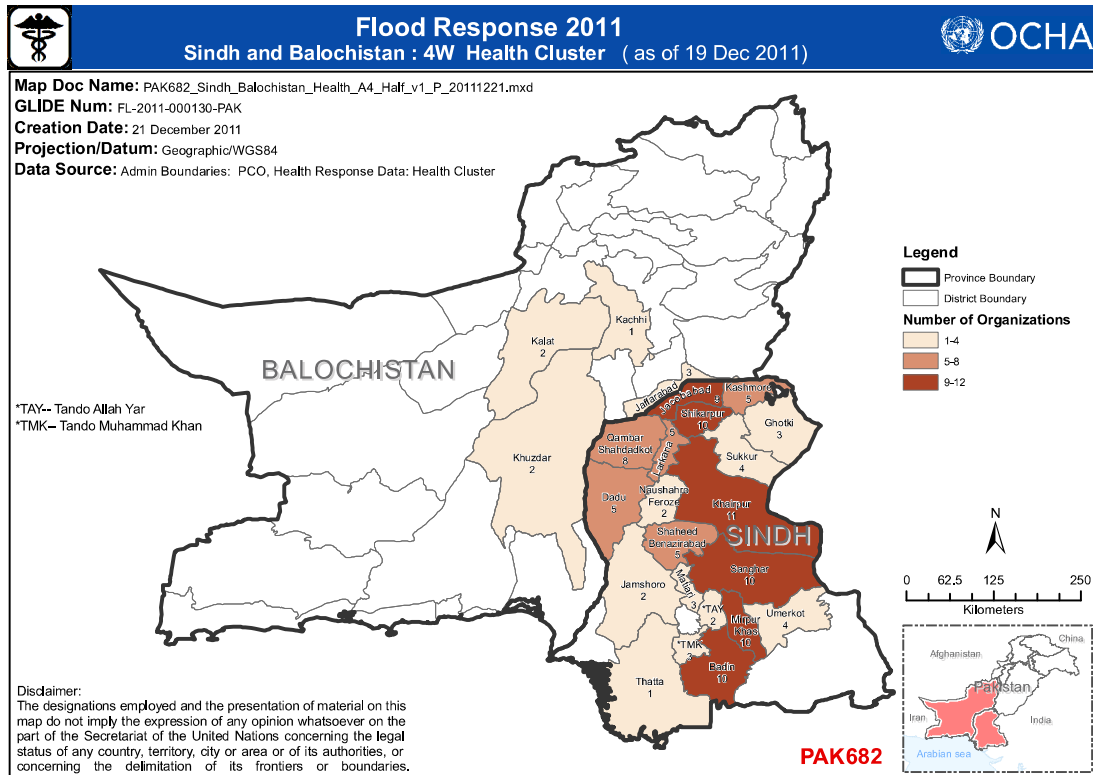 Flood Response 2011
Sindh and Balochistan : 4W Health Cluster ( as of 19 Dec 2011)
OCHA
Map Doc Name: PAK682_Sindh_Balochistan_Health_A4_Half_v1_P_20111221.mxd
GLIDE Num: FL-2011-000130-PAK
Creation Date: 21 December 2011
Projection/Datum: Geographic/WGS84
Data Source: Admin Boundaries: PCO, Health Response Data: Health Cluster
Legend
Province Boundary
District Boundary
Number of Organizations
1-4
5-8
9-12
BALOCHISTAN
Kachhi
1
Kalat
2
Khuzdar
2
Jaffarabad
3
Jacobabad
9
Kashmore
5
Shikarpur
10
Ghotki
3
Sukkur
4
Qambar
Shahdadkot
8
Larkana
5
Dadu
5
Naushahro
Feroze
2
Khairpur
11
SINDH
Shaheed
Benazirabad
5
Sanghar
10
Jamshoro
2
Matiari
3
*TAY
2
Mirpur
Khas
10
Umerkot
4
*TMK
3
Badin
10
Thatta
1
*TAY-- Tando Allah Yar
*TMK-- Tando Muhammad Khan
N
0 62.5 125 250
Kilometers
Afghanistan
China
Pakistan
Iran
India
Arabian sea
Disclaimer:
The designations employed and the presentation of material on this
map do not imply the expression of any opinion whatsoever on the
part of the Secretariat of the United Nations concerning the legal
status of any country, territory, city or area or of its authorities, or
concerning the delimitation of its frontiers or boundaries.
PAK682